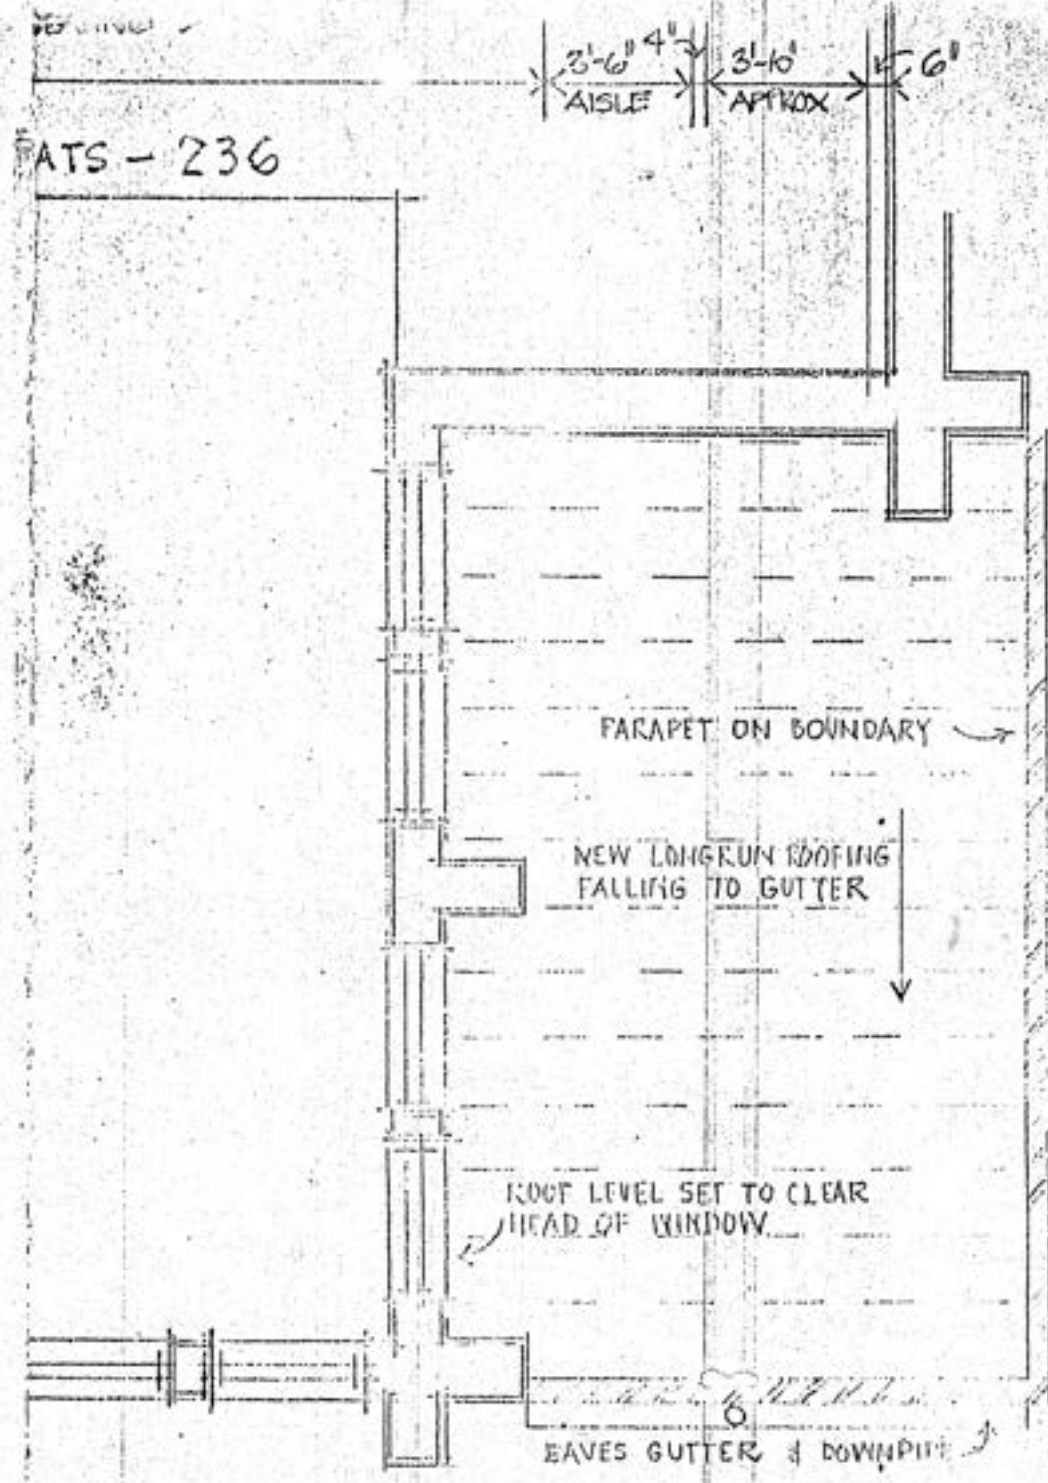 3'-6" 4" 3'-10" 6"
AISLE APPROX
ATS - 236
PARAPET ON BOUNDARY
NEW LONGRUN ROOFING
FALLING TO GUTTER
ROOF LEVEL SET TO CLEAR
HEAD OF WINDOW
6
EAVES GUTTER & DOWNPIPE